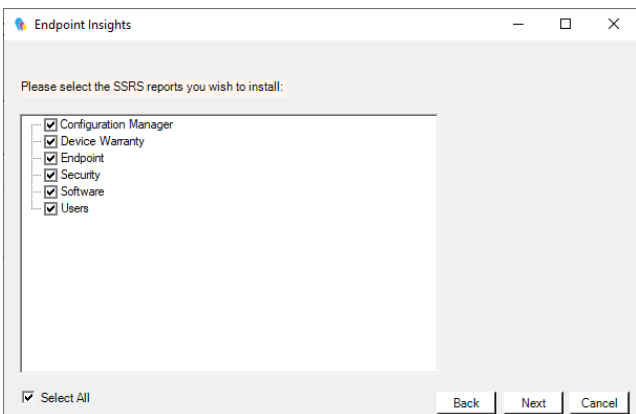 Endpoint Insights
Please select the SSRS reports you wish to install:
Configuration Manager
Device Warranty
Endpoint
Security
Software
Users
Select All
Back Next Cancel